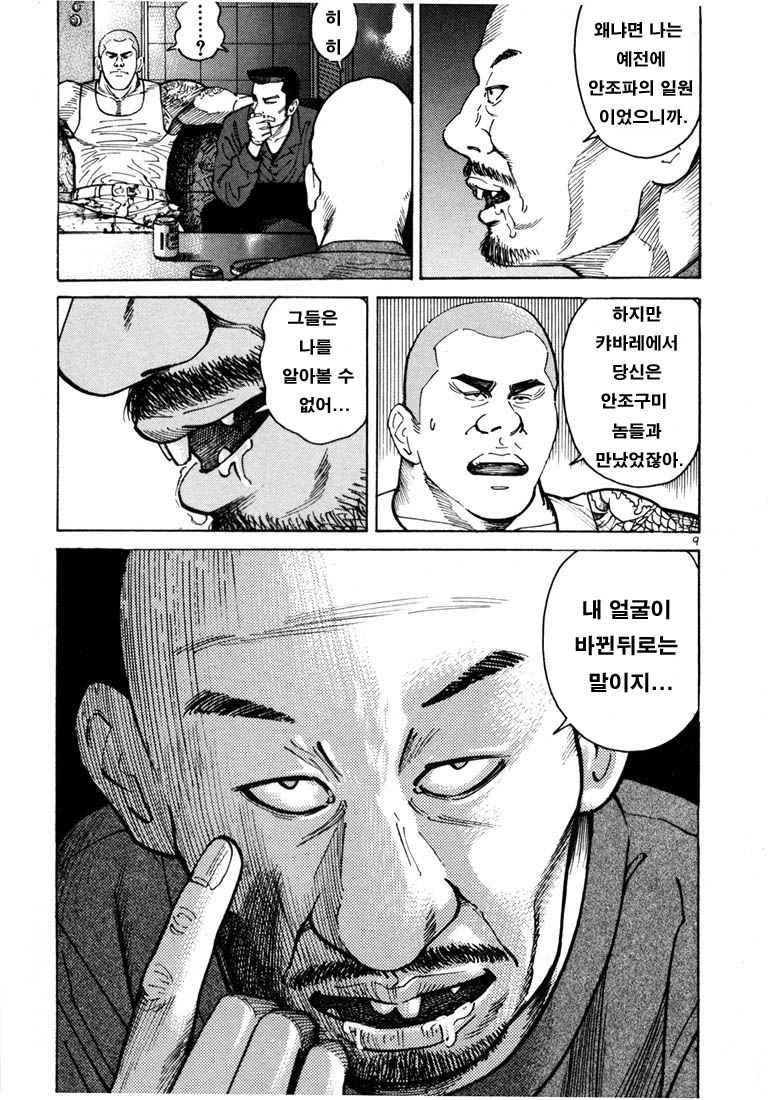 왜냐면 나는
예전에
안조파의 일원
이었으니까.
히
히
……
?
하지만
캬바레에서
당신은
안조구미
놈들과
만났었잖아.
그들은
나를
알아볼 수
없어...
9
내 얼굴이
바뀐뒤로는
말이지...